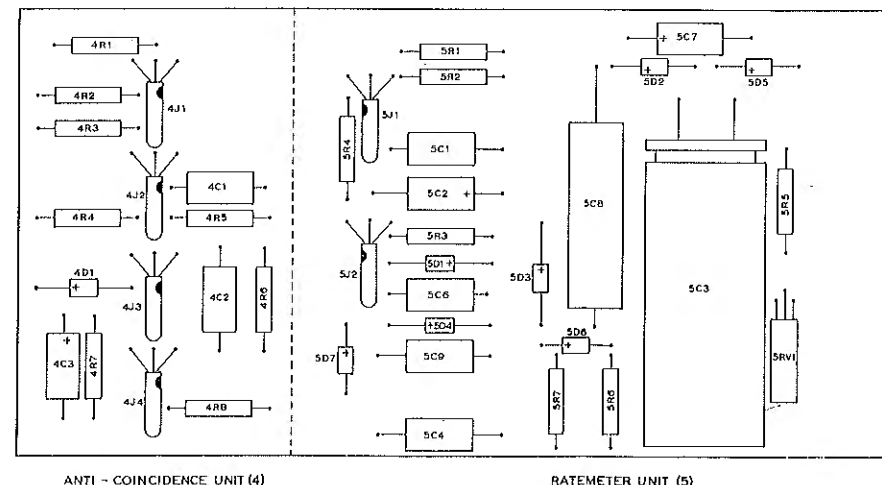 4R1
4R2
4J1
4R3
4J2
4C1
4R4
4R5
4D1
4J3
4C2
4R6
4C3
4R7
4J4
4R8
5R1
5R2
5J1
5R4
5C1
5C2 +
5R3
5J2
5D1 +
5C6
+5D4
5D7 +
5C9
5C4
+ 5C7
+ 5D2
+ 5D5
5C8
5D3 +
5C3
5R5
5D6 +
5R7
5R6
5RV1
ANTI - COINCIDENCE UNIT (4)
RATEMETER UNIT (5)